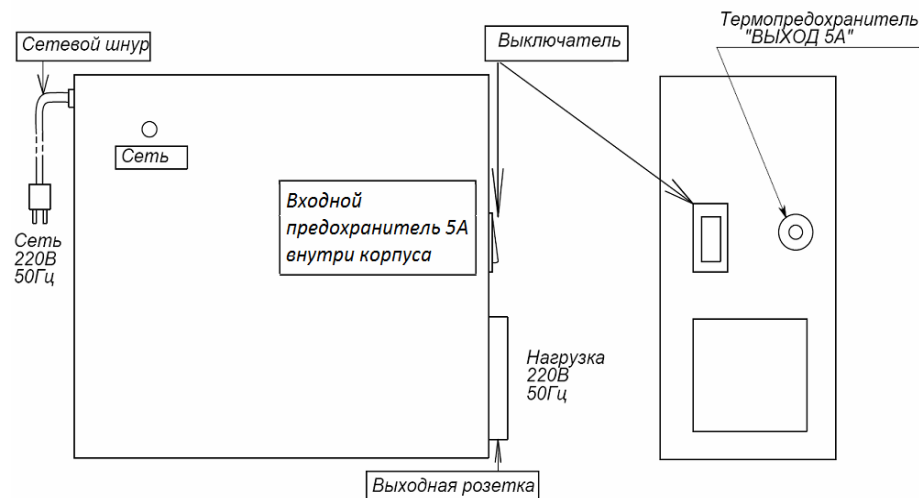 Сетевой шнур
Выключатель
Термопредохранитель
"ВЫХОД 5А"
Сеть
Входной
предохранитель 5А
внутри корпуса
Сеть
220В
50Гц
Нагрузка
220В
50Гц
Выходная розетка